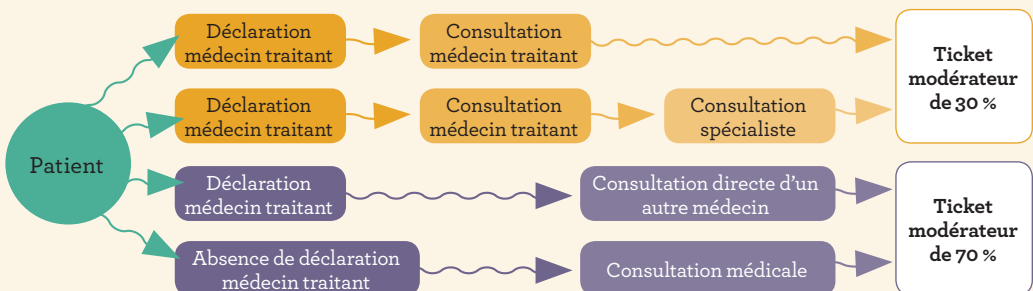 Patient
Déclaration
médecin traitant
Consultation
médecin traitant
Déclaration
médecin traitant
Consultation
médecin traitant
Consultation
spécialiste
Ticket
modérateur
de 30 %
Déclaration
médecin traitant
Consultation directe d'un
autre médecin
Absence de déclaration
médecin traitant
Consultation médicale
Ticket
modérateur
de 70 %